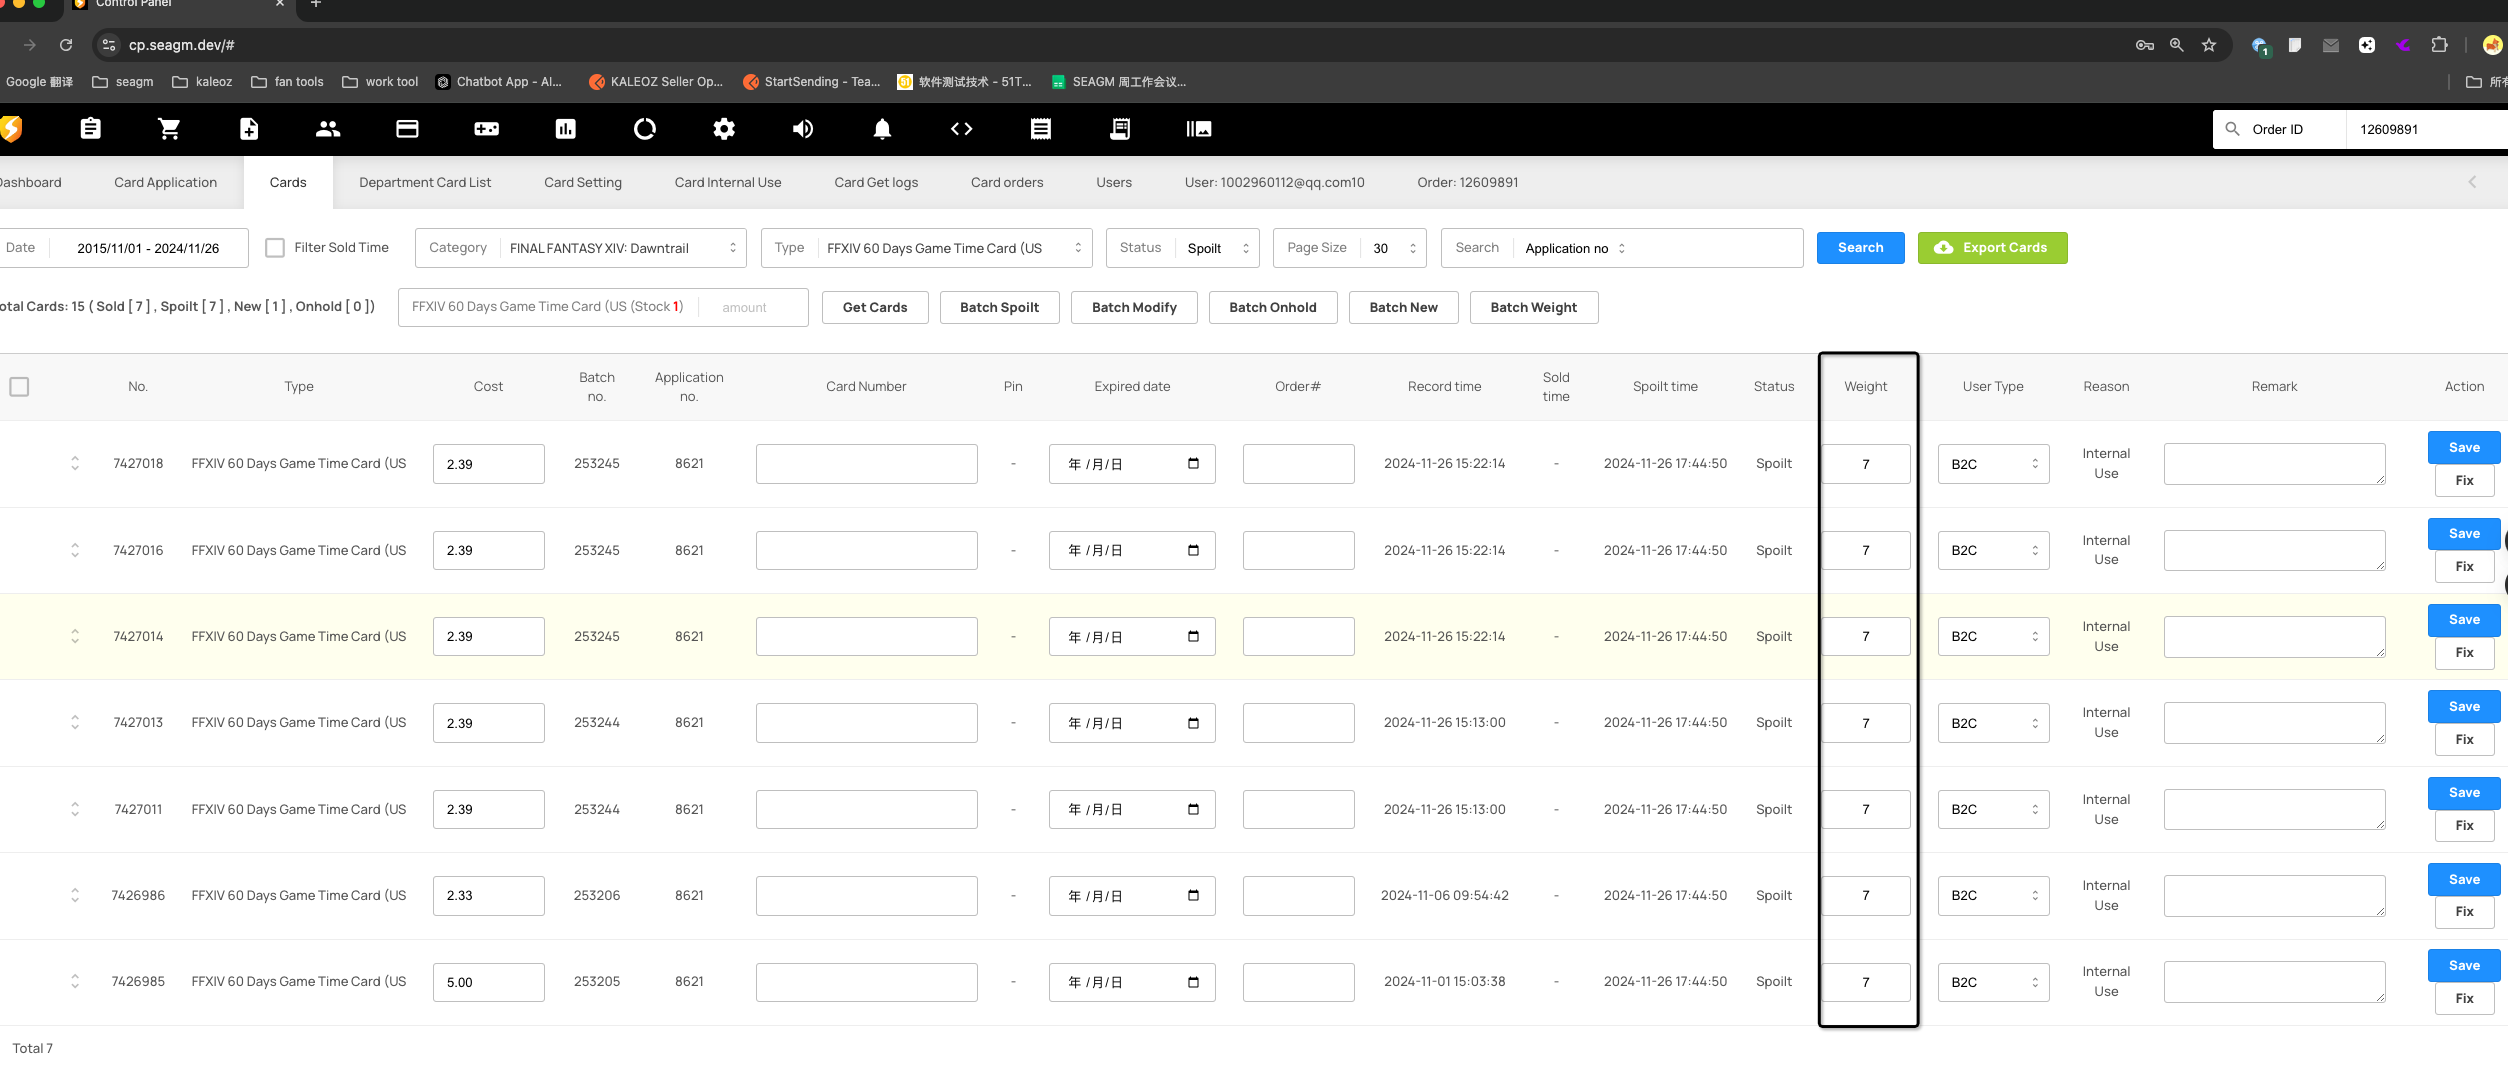 Control Panel
cp.seagm.dev/#
1
Google 翻译 seagm kaleoz fan tools work tool Chatbot App - AI... KALEOZ Seller Op... StartSending - Tea... 51 软件测试技术 - 51T... SEAGM 周工作会议... 所有
Order ID 12609891
Dashboard Card Application Cards Department Card List Card Setting Card Internal Use Card Get logs Card orders Users User: 1002960112@qq.com10 Order: 12609891
Date 2015/11/01 - 2024/11/26 Filter Sold Time Category FINAL FANTASY XIV: Dawntrail Type FFXIV 60 Days Game Time Card (US Status Spoilt Page Size 30 Search Application no Search Export Cards
otal Cards: 15 ( Sold [ 7 ] , Spoilt [ 7 ] , New [ 1 ] , Onhold [ 0 ] ) FFXIV 60 Days Game Time Card (US (Stock 1) amount Get Cards Batch Spoilt Batch Modify Batch Onhold Batch New Batch Weight
No. Type Cost Batch no. Application no. Card Number Pin Expired date Order# Record time Sold time Spoilt time Status Weight User Type Reason Remark Action
7427018 FFXIV 60 Days Game Time Card (US 2.39 253245 8621 - 年 /月/日 2024-11-26 15:22:14 - 2024-11-26 17:44:50 Spoilt 7 B2C Internal Use Save Fix
7427016 FFXIV 60 Days Game Time Card (US 2.39 253245 8621 - 年 /月/日 2024-11-26 15:22:14 - 2024-11-26 17:44:50 Spoilt 7 B2C Internal Use Save Fix
7427014 FFXIV 60 Days Game Time Card (US 2.39 253245 8621 - 年 /月/日 2024-11-26 15:22:14 - 2024-11-26 17:44:50 Spoilt 7 B2C Internal Use Save Fix
7427013 FFXIV 60 Days Game Time Card (US 2.39 253244 8621 - 年 /月/日 2024-11-26 15:13:00 - 2024-11-26 17:44:50 Spoilt 7 B2C Internal Use Save Fix
7427011 FFXIV 60 Days Game Time Card (US 2.39 253244 8621 - 年 /月/日 2024-11-26 15:13:00 - 2024-11-26 17:44:50 Spoilt 7 B2C Internal Use Save Fix
7426986 FFXIV 60 Days Game Time Card (US 2.33 253206 8621 - 年 /月/日 2024-11-06 09:54:42 - 2024-11-26 17:44:50 Spoilt 7 B2C Internal Use Save Fix
7426985 FFXIV 60 Days Game Time Card (US 5.00 253205 8621 - 年 /月/日 2024-11-01 15:03:38 - 2024-11-26 17:44:50 Spoilt 7 B2C Internal Use Save Fix
Total 7